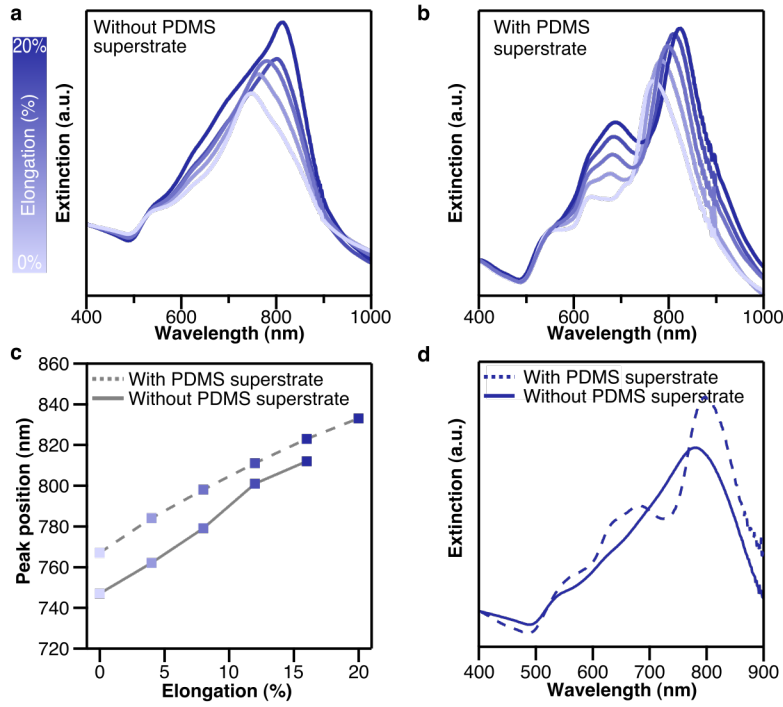 a
Without PDMS
superstrate
20%
Elongation (%)
0%
Extinction (a.u.)
400 600 800 1000
Wavelength (nm)
b
With PDMS
superstrate
Extinction (a.u.)
400 600 800 1000
Wavelength (nm)
c
With PDMS superstrate
Without PDMS superstrate
Peak position (nm)
860
840
820
800
780
760
740
720
0 5 10 15 20
Elongation (%)
d
With PDMS superstrate
Without PDMS superstrate
Extinction (a.u.)
400 500 600 700 800 900
Wavelength (nm)